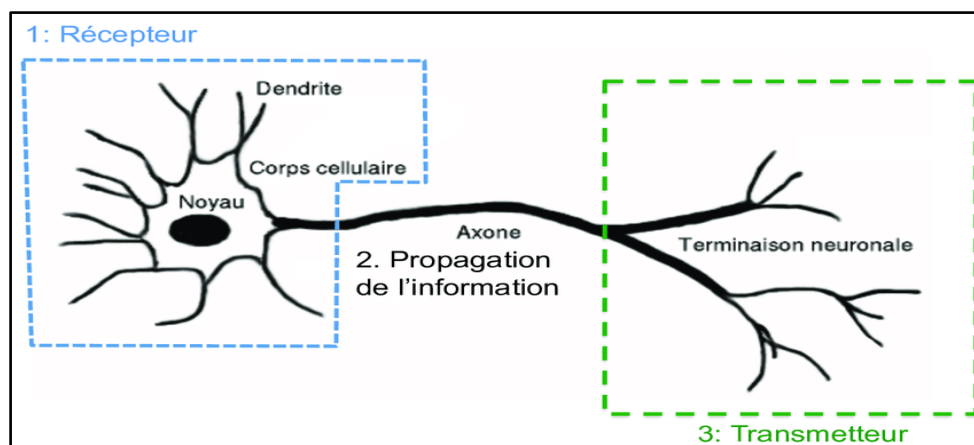 1: Récepteur
Dendrite
Corps cellulaire
Noyau
Axone
2. Propagation
de l'information
Terminaison neuronale
3: Transmetteur